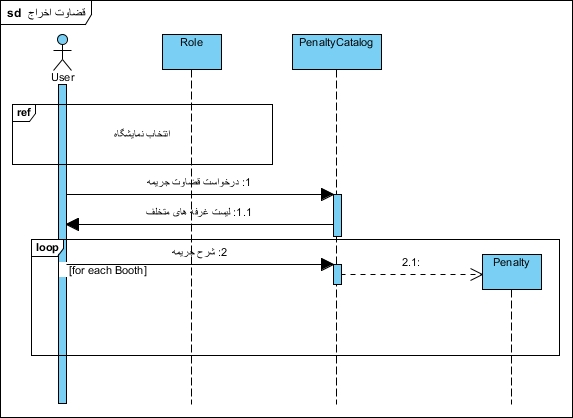 sd قضاوت اخراج
Role
PenaltyCatalog
User
ref
انتخاب نمایشگاه
1: درخواست قضاوت جریمه
1.1: لیست غرفه های متخلف
loop
2: شرح جریمه
[for each Booth]
2.1:
Penalty